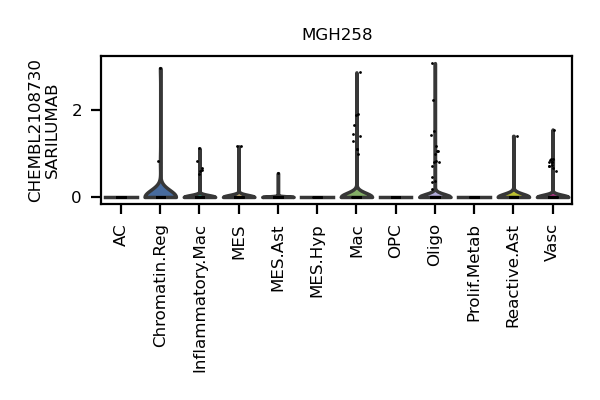 MGH258
CHEMBL2108730
SARILUMAB
2
0
AC
Chromatin.Reg
Inflammatory.Mac
MES
MES.Ast
MES.Hyp
Mac
OPC
Oligo
Prolif.Metab
Reactive.Ast
Vasc